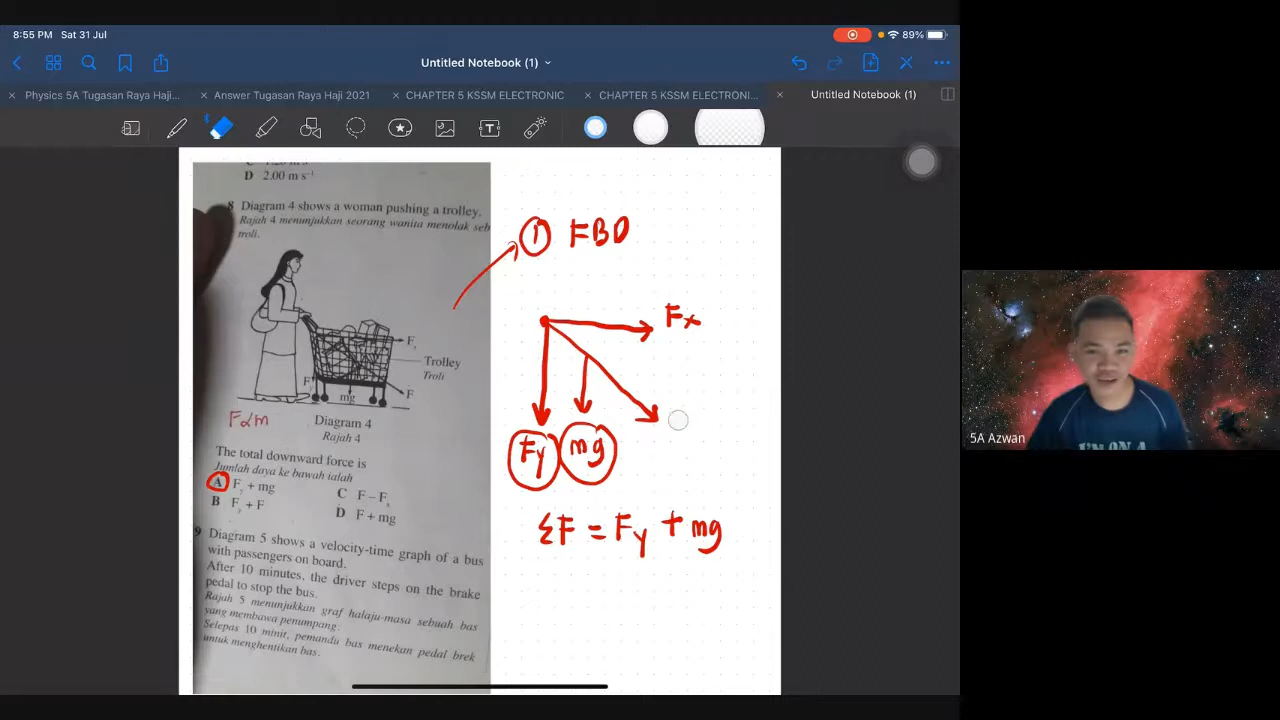 8:55 PM Sat 31 Jul
89%
Untitled Notebook (1)
Physics 5A Tugasan Raya Haji...
Answer Tugasan Raya Haji 2021
CHAPTER 5 KSSM ELECTRONIC
CHAPTER 5 KSSM ELECTRONI...
Untitled Notebook (1)
D 2.00 m s⁻¹
8 Diagram 4 shows a woman pushing a trolley.
Rajah 4 menunjukkan seorang wanita menolak seb
troli.
Fx
Trolley
Troli
F
F
mg
F∝m
Diagram 4
Rajah 4
The total downward force is
Jumlah daya ke bawah ialah
A Fy + mg
B Fy + F
C F – Fx
D F + mg
9 Diagram 5 shows a velocity-time graph of a bus
with passengers on board.
After 10 minutes, the driver steps on the brake
pedal to stop the bus.
Rajah 5 menunjukkan graf halaju-masa sebuah bas
yang membawa penumpang.
Selepas 10 minit, pemandu bas menekan pedal brek
untuk menghentikan bas.
① FBD
Fx
Fy
mg
ΣF = Fy + mg
5A Azwan
I'M ON A